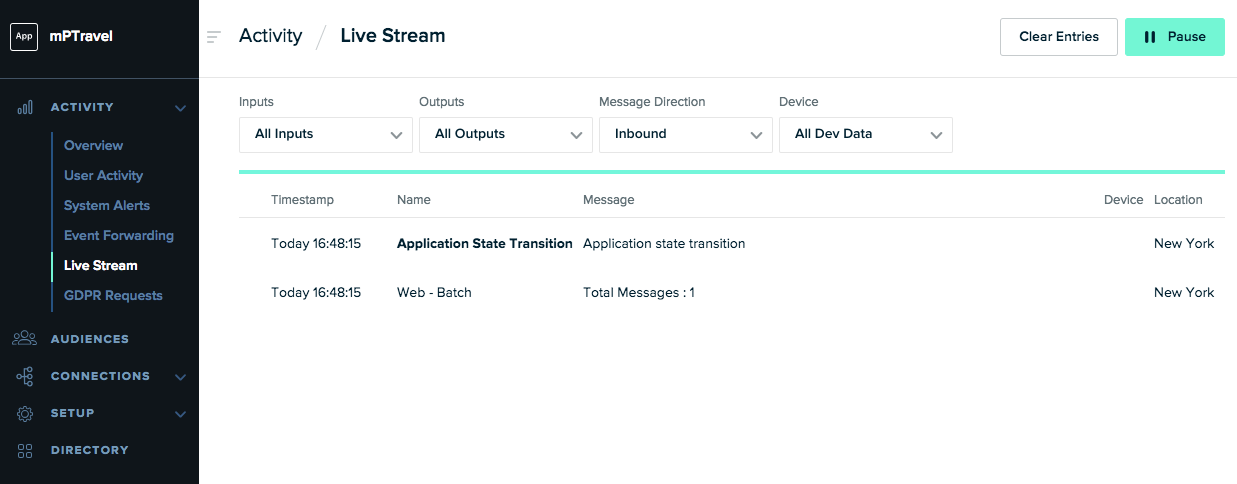 App mPTravel
Activity / Live Stream
Clear Entries
Pause
ACTIVITY
Overview
User Activity
System Alerts
Event Forwarding
Live Stream
GDPR Requests
AUDIENCES
CONNECTIONS
SETUP
DIRECTORY
Inputs Outputs Message Direction Device
All Inputs All Outputs Inbound All Dev Data
Timestamp Name Message Device Location
Today 16:48:15 Application State Transition Application state transition New York
Today 16:48:15 Web - Batch Total Messages : 1 New York